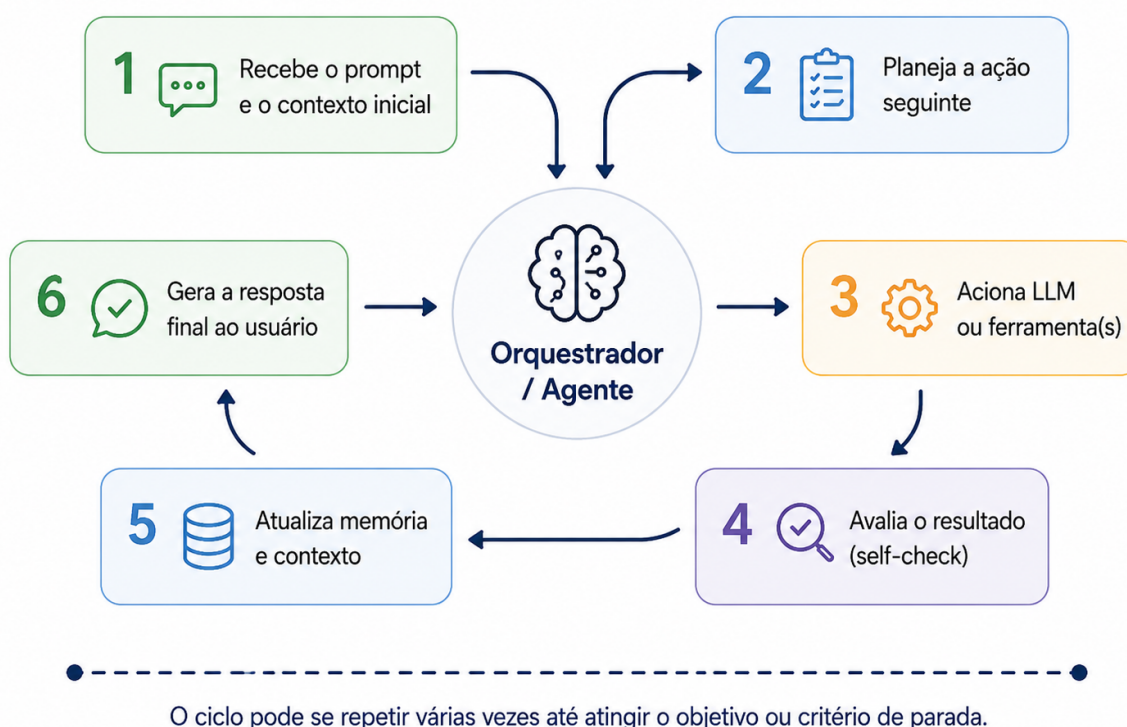 1
Recebe o prompt
e o contexto inicial
2
Planeja a ação
seguinte
6
Gera a resposta
final ao usuário
Orquestrador
/ Agente
3
Aciona LLM
ou ferramenta(s)
5
Atualiza memória
e contexto
4
Avalia o resultado
(self-check)
O ciclo pode se repetir várias vezes até atingir o objetivo ou critério de parada.